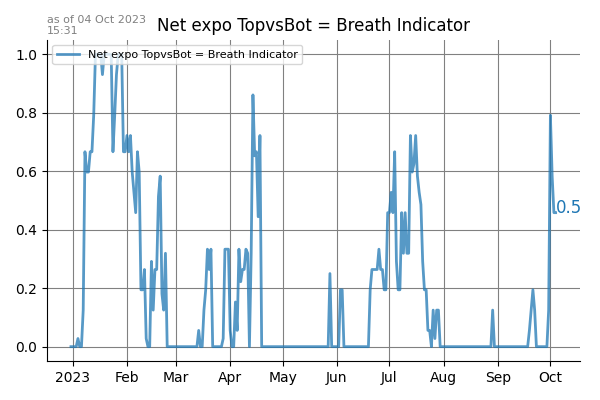 as of 04 Oct 2023
15:31
Net expo TopvsBot = Breath Indicator
Net expo TopvsBot = Breath Indicator
1.0
0.8
0.6
0.4
0.2
0.0
0.5
2023 Feb Mar Apr May Jun Jul Aug Sep Oct